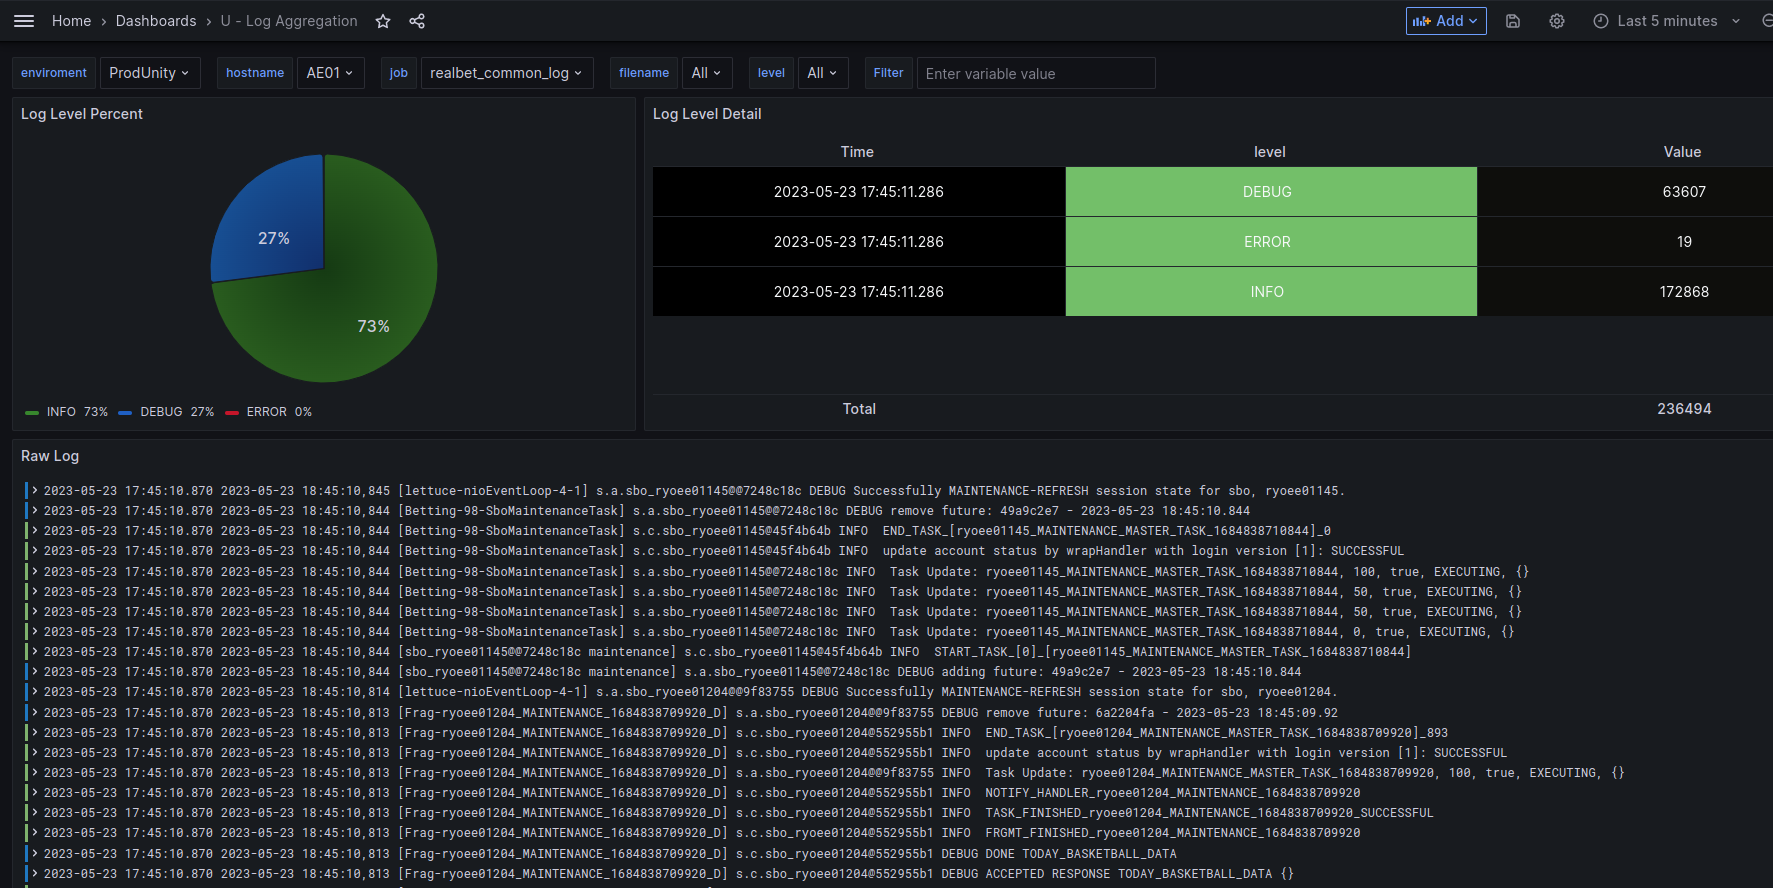 Home › Dashboards › U - Log Aggregation Add Last 5 minutes
enviroment ProdUnity hostname AE01 job realbet_common_log filename All level All Filter Enter variable value
Log Level Percent
27%
73%
INFO 73% DEBUG 27% ERROR 0%
Log Level Detail
Time level Value
2023-05-23 17:45:11.286 DEBUG 63607
2023-05-23 17:45:11.286 ERROR 19
2023-05-23 17:45:11.286 INFO 172868
Total 236494
Raw Log
2023-05-23 17:45:10.870 2023-05-23 18:45:10,845 [lettuce-nioEventLoop-4-1] s.a.sbo_ryoee01145@@7248c18c DEBUG Successfully MAINTENANCE-REFRESH session state for sbo, ryoee01145.
2023-05-23 17:45:10.870 2023-05-23 18:45:10,844 [Betting-98-SboMaintenanceTask] s.a.sbo_ryoee01145@@7248c18c DEBUG remove future: 49a9c2e7 - 2023-05-23 18:45:10.844
2023-05-23 17:45:10.870 2023-05-23 18:45:10,844 [Betting-98-SboMaintenanceTask] s.c.sbo_ryoee01145@45f4b64b INFO  END_TASK_[ryoee01145_MAINTENANCE_MASTER_TASK_1684838710844]_0
2023-05-23 17:45:10.870 2023-05-23 18:45:10,844 [Betting-98-SboMaintenanceTask] s.c.sbo_ryoee01145@45f4b64b INFO  update account status by wrapHandler with login version [1]: SUCCESSFUL
2023-05-23 17:45:10.870 2023-05-23 18:45:10,844 [Betting-98-SboMaintenanceTask] s.a.sbo_ryoee01145@@7248c18c INFO  Task Update: ryoee01145_MAINTENANCE_MASTER_TASK_1684838710844, 100, true, EXECUTING, {}
2023-05-23 17:45:10.870 2023-05-23 18:45:10,844 [Betting-98-SboMaintenanceTask] s.a.sbo_ryoee01145@@7248c18c INFO  Task Update: ryoee01145_MAINTENANCE_MASTER_TASK_1684838710844, 50, true, EXECUTING, {}
2023-05-23 17:45:10.870 2023-05-23 18:45:10,844 [Betting-98-SboMaintenanceTask] s.a.sbo_ryoee01145@@7248c18c INFO  Task Update: ryoee01145_MAINTENANCE_MASTER_TASK_1684838710844, 50, true, EXECUTING, {}
2023-05-23 17:45:10.870 2023-05-23 18:45:10,844 [Betting-98-SboMaintenanceTask] s.a.sbo_ryoee01145@@7248c18c INFO  Task Update: ryoee01145_MAINTENANCE_MASTER_TASK_1684838710844, 0, true, EXECUTING, {}
2023-05-23 17:45:10.870 2023-05-23 18:45:10,844 [sbo_ryoee01145@@7248c18c maintenance] s.c.sbo_ryoee01145@45f4b64b INFO  START_TASK_[0]_[ryoee01145_MAINTENANCE_MASTER_TASK_1684838710844]
2023-05-23 17:45:10.870 2023-05-23 18:45:10,844 [sbo_ryoee01145@@7248c18c maintenance] s.a.sbo_ryoee01145@@7248c18c DEBUG adding future: 49a9c2e7 - 2023-05-23 18:45:10.844
2023-05-23 17:45:10.870 2023-05-23 18:45:10,814 [lettuce-nioEventLoop-4-1] s.a.sbo_ryoee01204@@9f83755 DEBUG Successfully MAINTENANCE-REFRESH session state for sbo, ryoee01204.
2023-05-23 17:45:10.870 2023-05-23 18:45:10,813 [Frag-ryoee01204_MAINTENANCE_1684838709920_D] s.a.sbo_ryoee01204@@9f83755 DEBUG remove future: 6a2204fa - 2023-05-23 18:45:09.92
2023-05-23 17:45:10.870 2023-05-23 18:45:10,813 [Frag-ryoee01204_MAINTENANCE_1684838709920_D] s.c.sbo_ryoee01204@552955b1 INFO  END_TASK_[ryoee01204_MAINTENANCE_MASTER_TASK_1684838709920]_893
2023-05-23 17:45:10.870 2023-05-23 18:45:10,813 [Frag-ryoee01204_MAINTENANCE_1684838709920_D] s.c.sbo_ryoee01204@552955b1 INFO  update account status by wrapHandler with login version [1]: SUCCESSFUL
2023-05-23 17:45:10.870 2023-05-23 18:45:10,813 [Frag-ryoee01204_MAINTENANCE_1684838709920_D] s.a.sbo_ryoee01204@@9f83755 INFO  Task Update: ryoee01204_MAINTENANCE_MASTER_TASK_1684838709920, 100, true, EXECUTING, {}
2023-05-23 17:45:10.870 2023-05-23 18:45:10,813 [Frag-ryoee01204_MAINTENANCE_1684838709920_D] s.c.sbo_ryoee01204@552955b1 INFO  NOTIFY_HANDLER_ryoee01204_MAINTENANCE_1684838709920
2023-05-23 17:45:10.870 2023-05-23 18:45:10,813 [Frag-ryoee01204_MAINTENANCE_1684838709920_D] s.c.sbo_ryoee01204@552955b1 INFO  TASK_FINISHED_ryoee01204_MAINTENANCE_1684838709920_SUCCESSFUL
2023-05-23 17:45:10.870 2023-05-23 18:45:10,813 [Frag-ryoee01204_MAINTENANCE_1684838709920_D] s.c.sbo_ryoee01204@552955b1 INFO  FRGMT_FINISHED_ryoee01204_MAINTENANCE_1684838709920
2023-05-23 17:45:10.870 2023-05-23 18:45:10,813 [Frag-ryoee01204_MAINTENANCE_1684838709920_D] s.c.sbo_ryoee01204@552955b1 DEBUG DONE TODAY_BASKETBALL_DATA
2023-05-23 17:45:10.870 2023-05-23 18:45:10,813 [Frag-ryoee01204_MAINTENANCE_1684838709920_D] s.c.sbo_ryoee01204@552955b1 DEBUG ACCEPTED RESPONSE TODAY_BASKETBALL_DATA {}